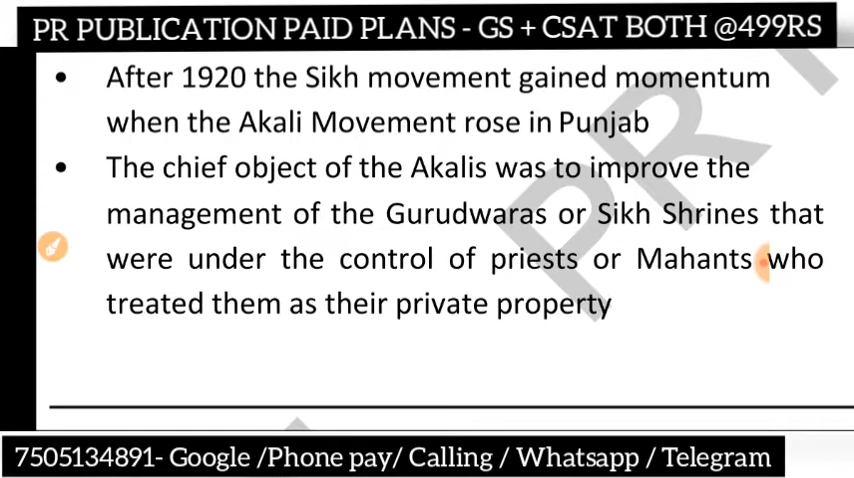 PR PUBLICATION PAID PLANS - GS + CSAT BOTH @499RS
• After 1920 the Sikh movement gained momentum
when the Akali Movement rose in Punjab
• The chief object of the Akalis was to improve the
management of the Gurudwaras or Sikh Shrines that
were under the control of priests or Mahants who
treated them as their private property
7505134891- Google /Phone pay/ Calling / Whatsapp / Telegram